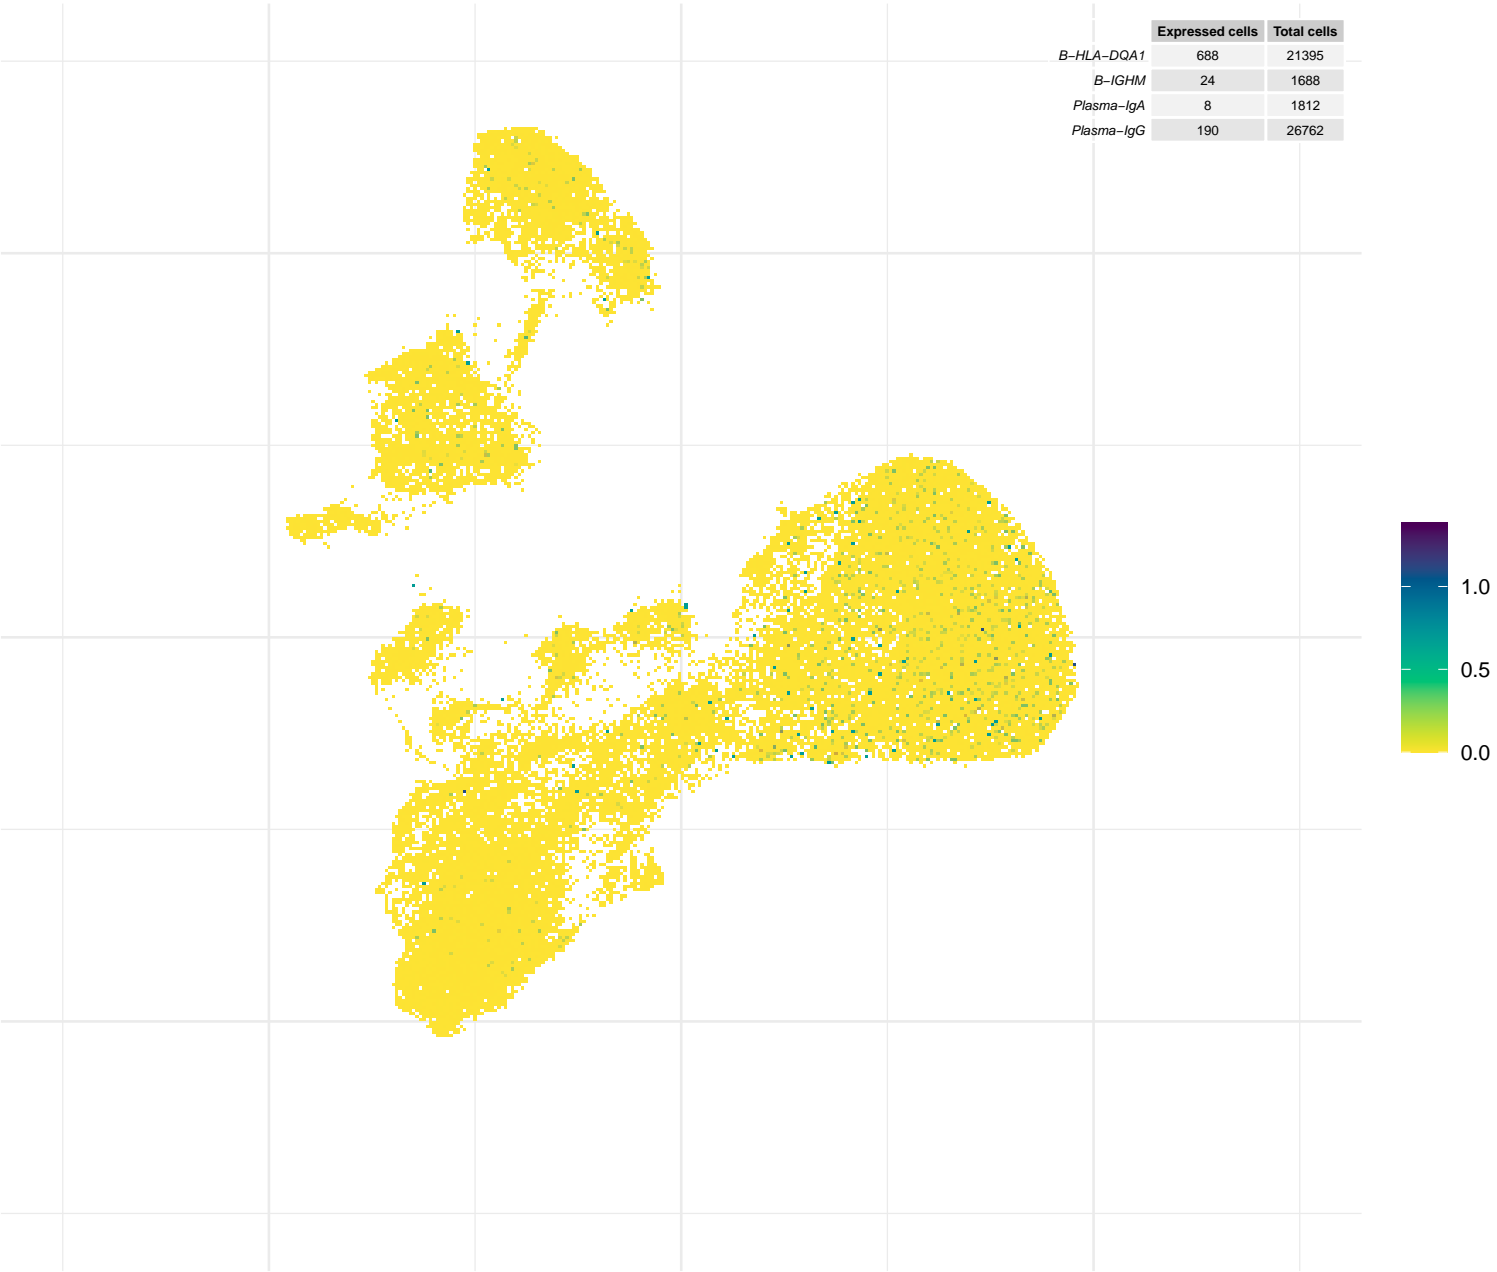 Expressed cells Total cells
B−HLA−DQA1 688 21395
B−IGHM 24 1688
Plasma−IgA 8 1812
Plasma−IgG 190 26762
1.0
0.5
0.0